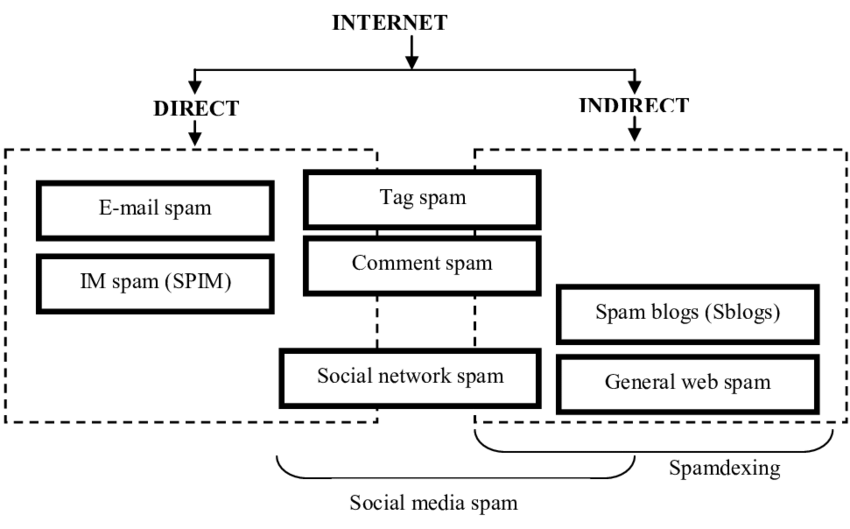 INTERNET
DIRECT
INDIRECT
E-mail spam
Tag spam
IM spam (SPIM)
Comment spam
Spam blogs (Sblogs)
Social network spam
General web spam
Spamdexing
Social media spam